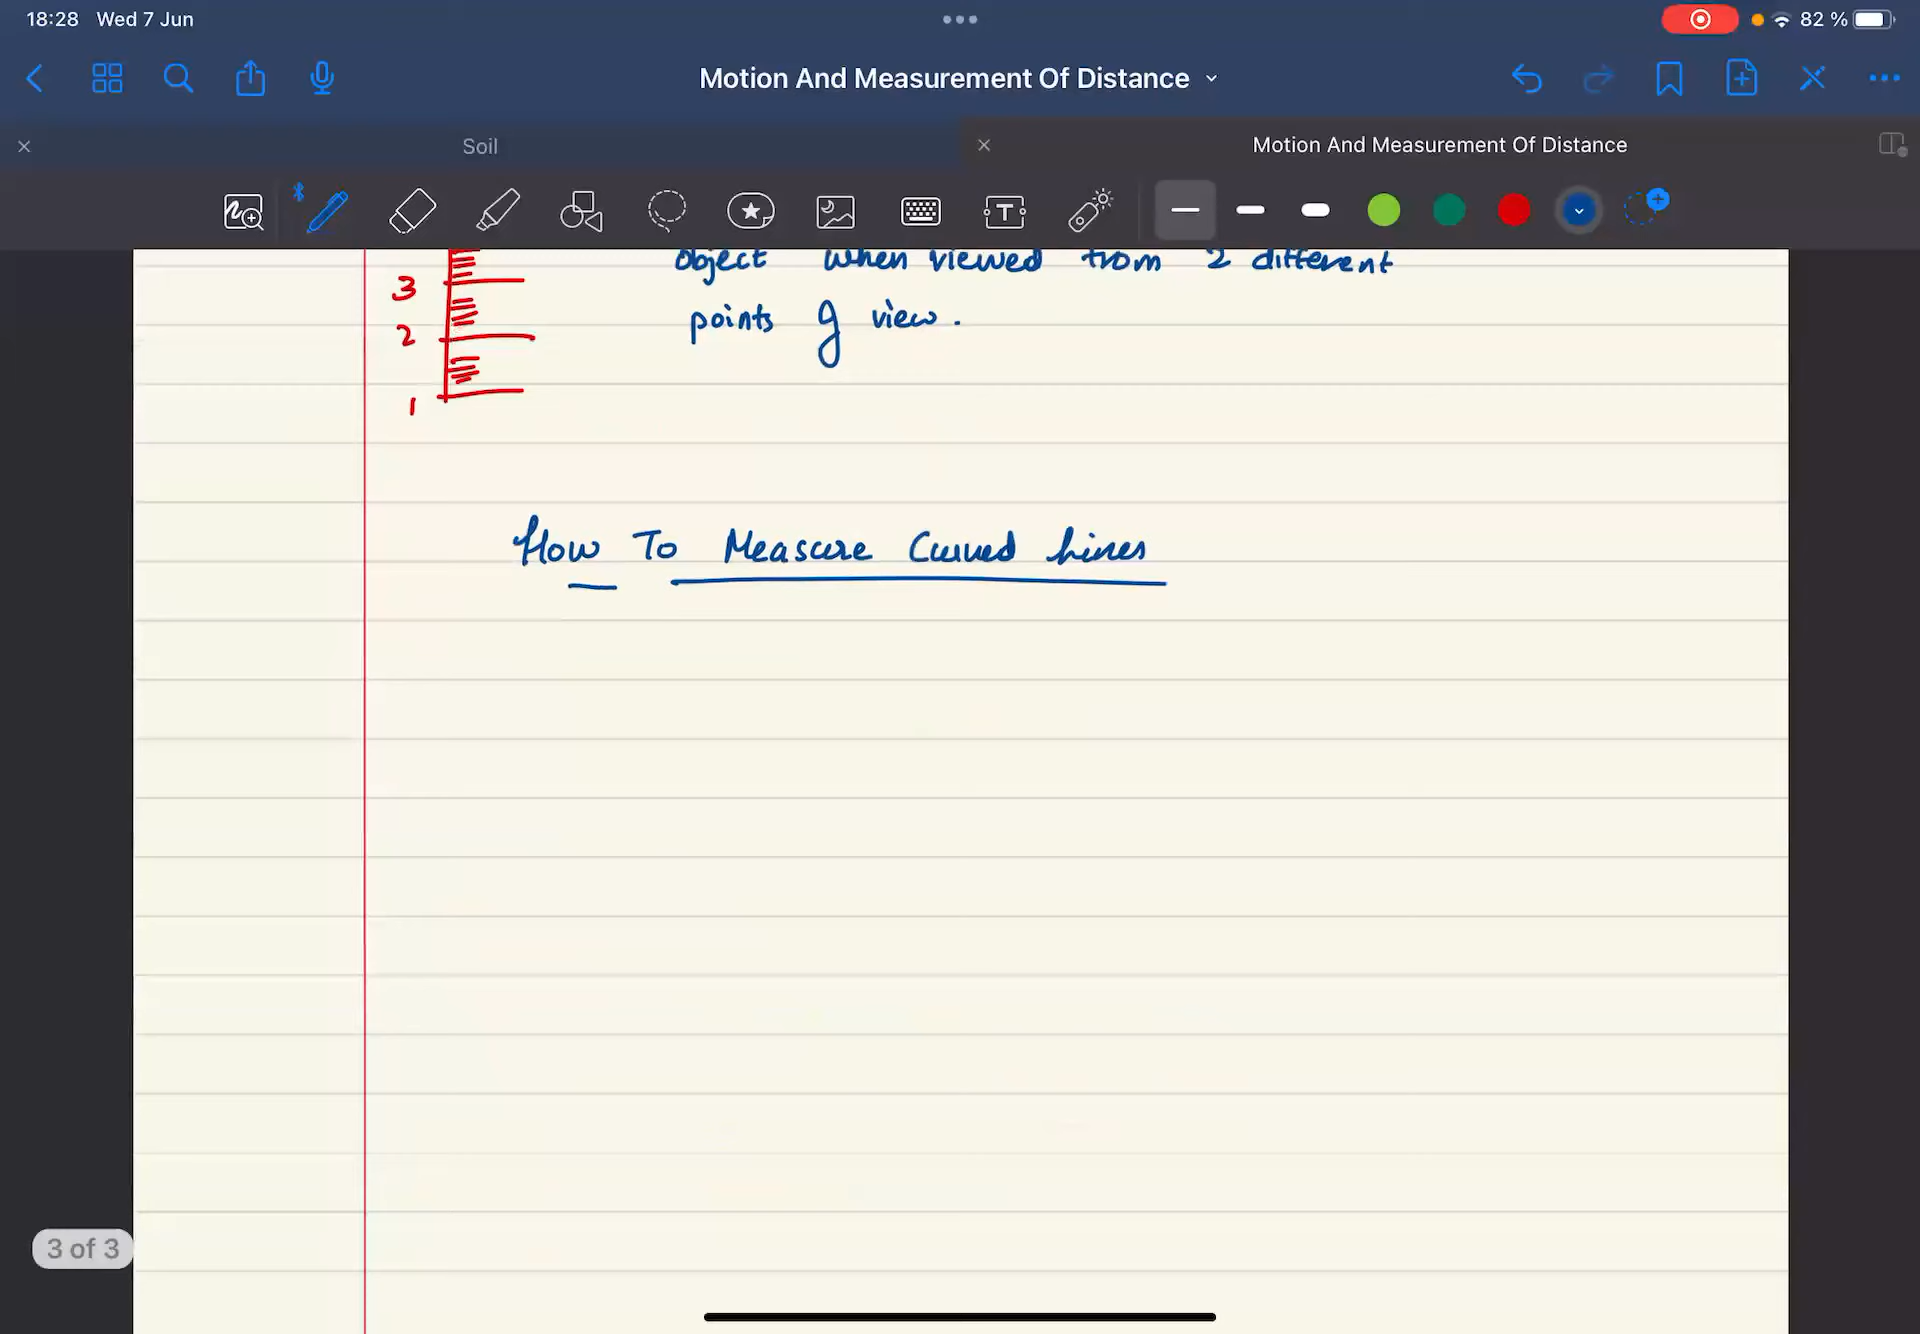 18:28 Wed 7 Jun 82 %
Motion And Measurement Of Distance
Soil Motion And Measurement Of Distance
T
object when viewed from 2 different
3
points of view.
2
1
How To Measure Curved Lines
3 of 3